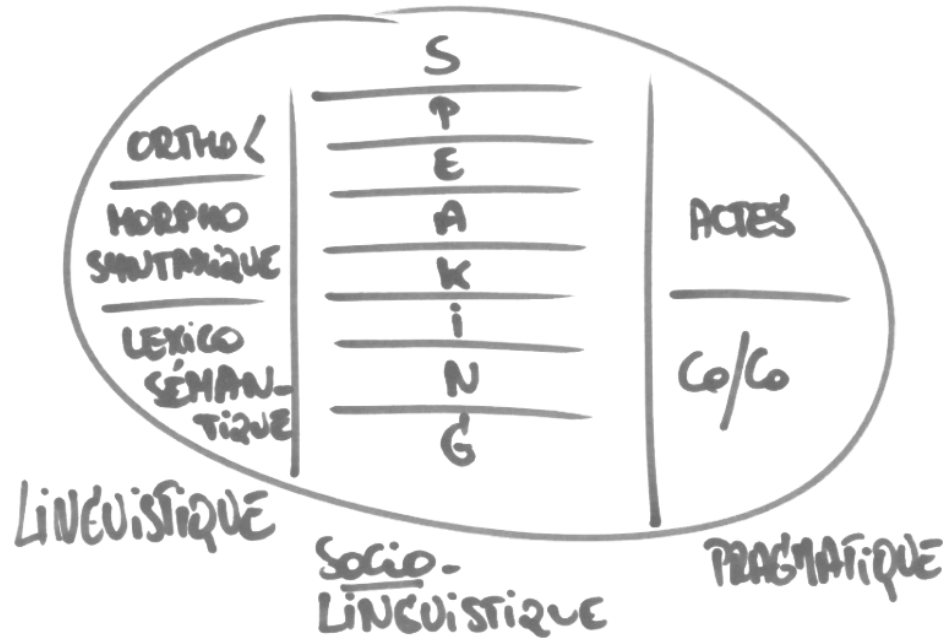 ORTHO<
MORPHO
SYNTAXIQUE
LEXICO
SÉMAN-
TIQUE
S
P
E
A
K
i
N
G
ACTES
Co/Co
LiNGUiSTiQUE
SOCiO-
LiNGUiSTiQUE
PRAGMATiQUE